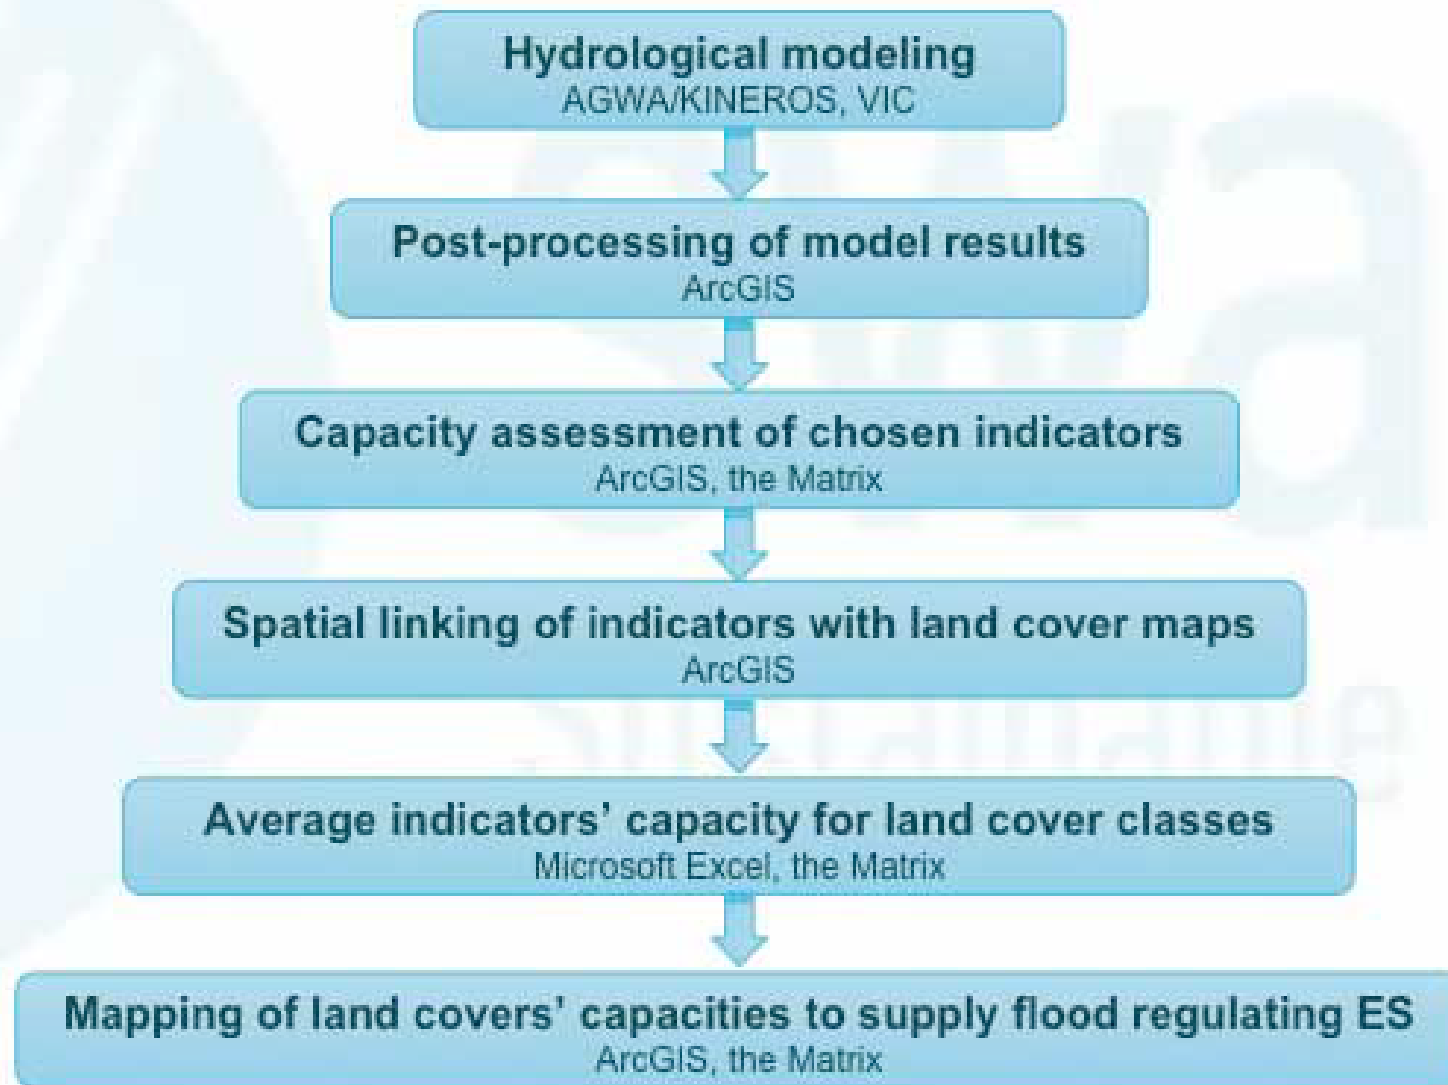 Hydrological modeling
AGWA/KINEROS, VIC
Post-processing of model results
ArcGIS
Capacity assessment of chosen indicators
ArcGIS, the Matrix
Spatial linking of indicators with land cover maps
ArcGIS
Average indicators' capacity for land cover classes
Microsoft Excel, the Matrix
Mapping of land covers' capacities to supply flood regulating ES
ArcGIS, the Matrix